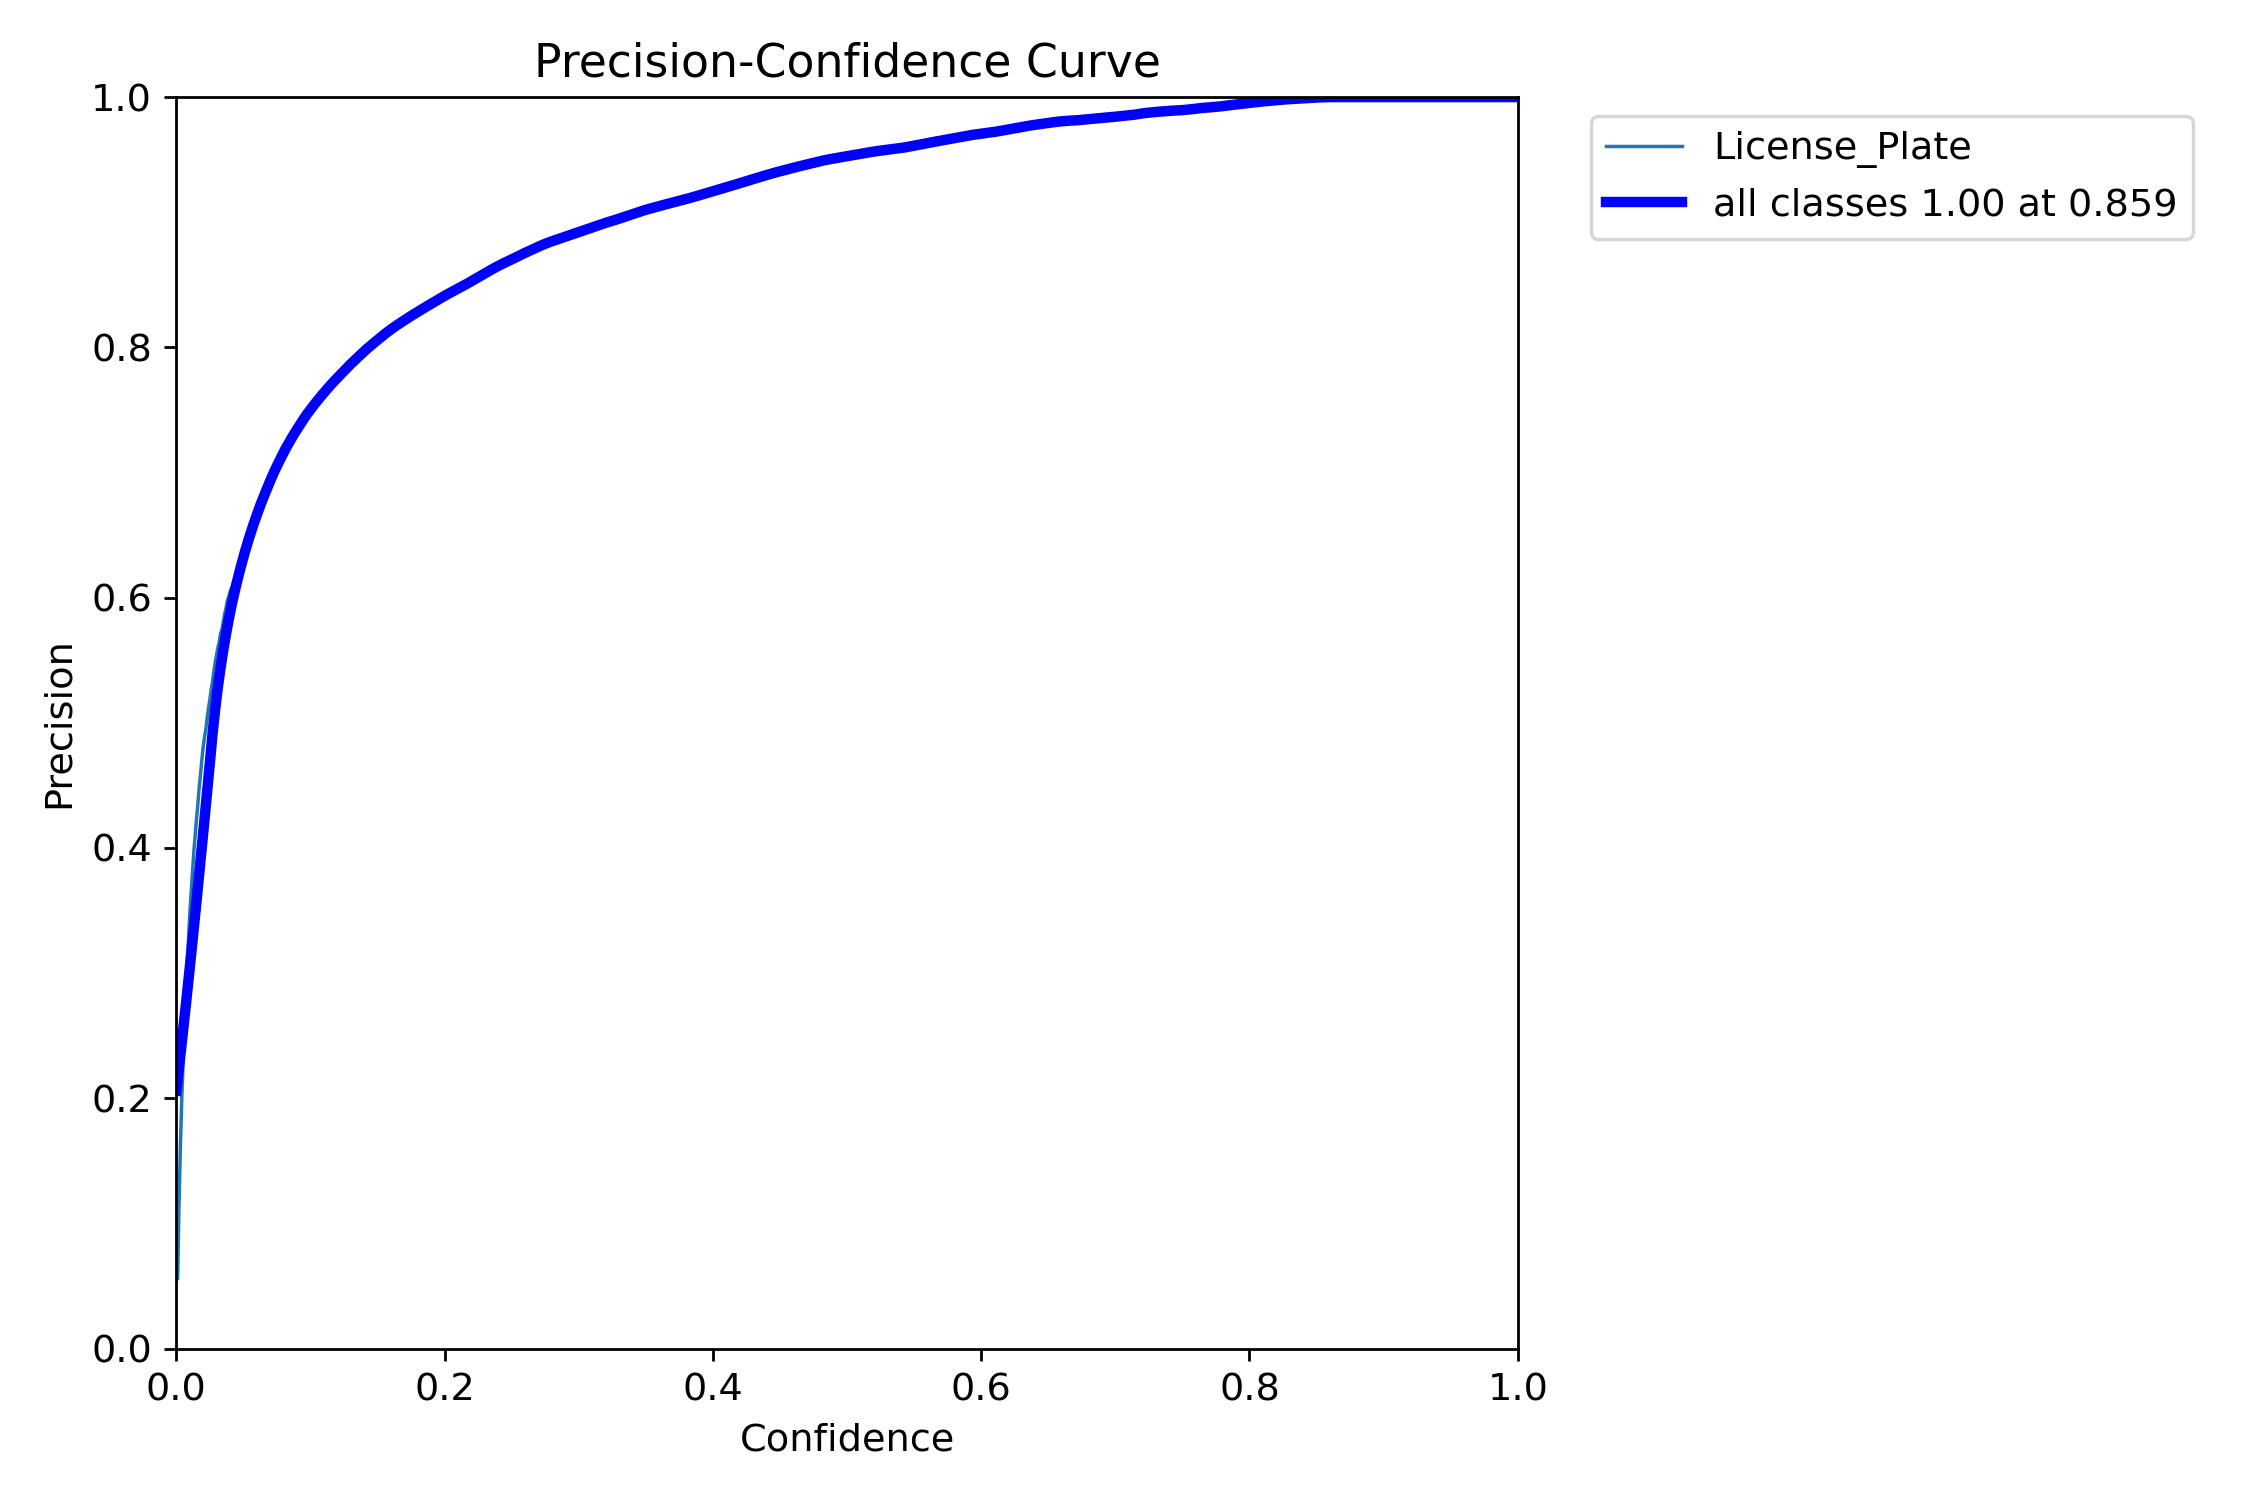 Precision-Confidence Curve
1.0
0.8
0.6
0.4
0.2
0.0
Precision
0.0 0.2 0.4 0.6 0.8 1.0
Confidence
License_Plate
all classes 1.00 at 0.859